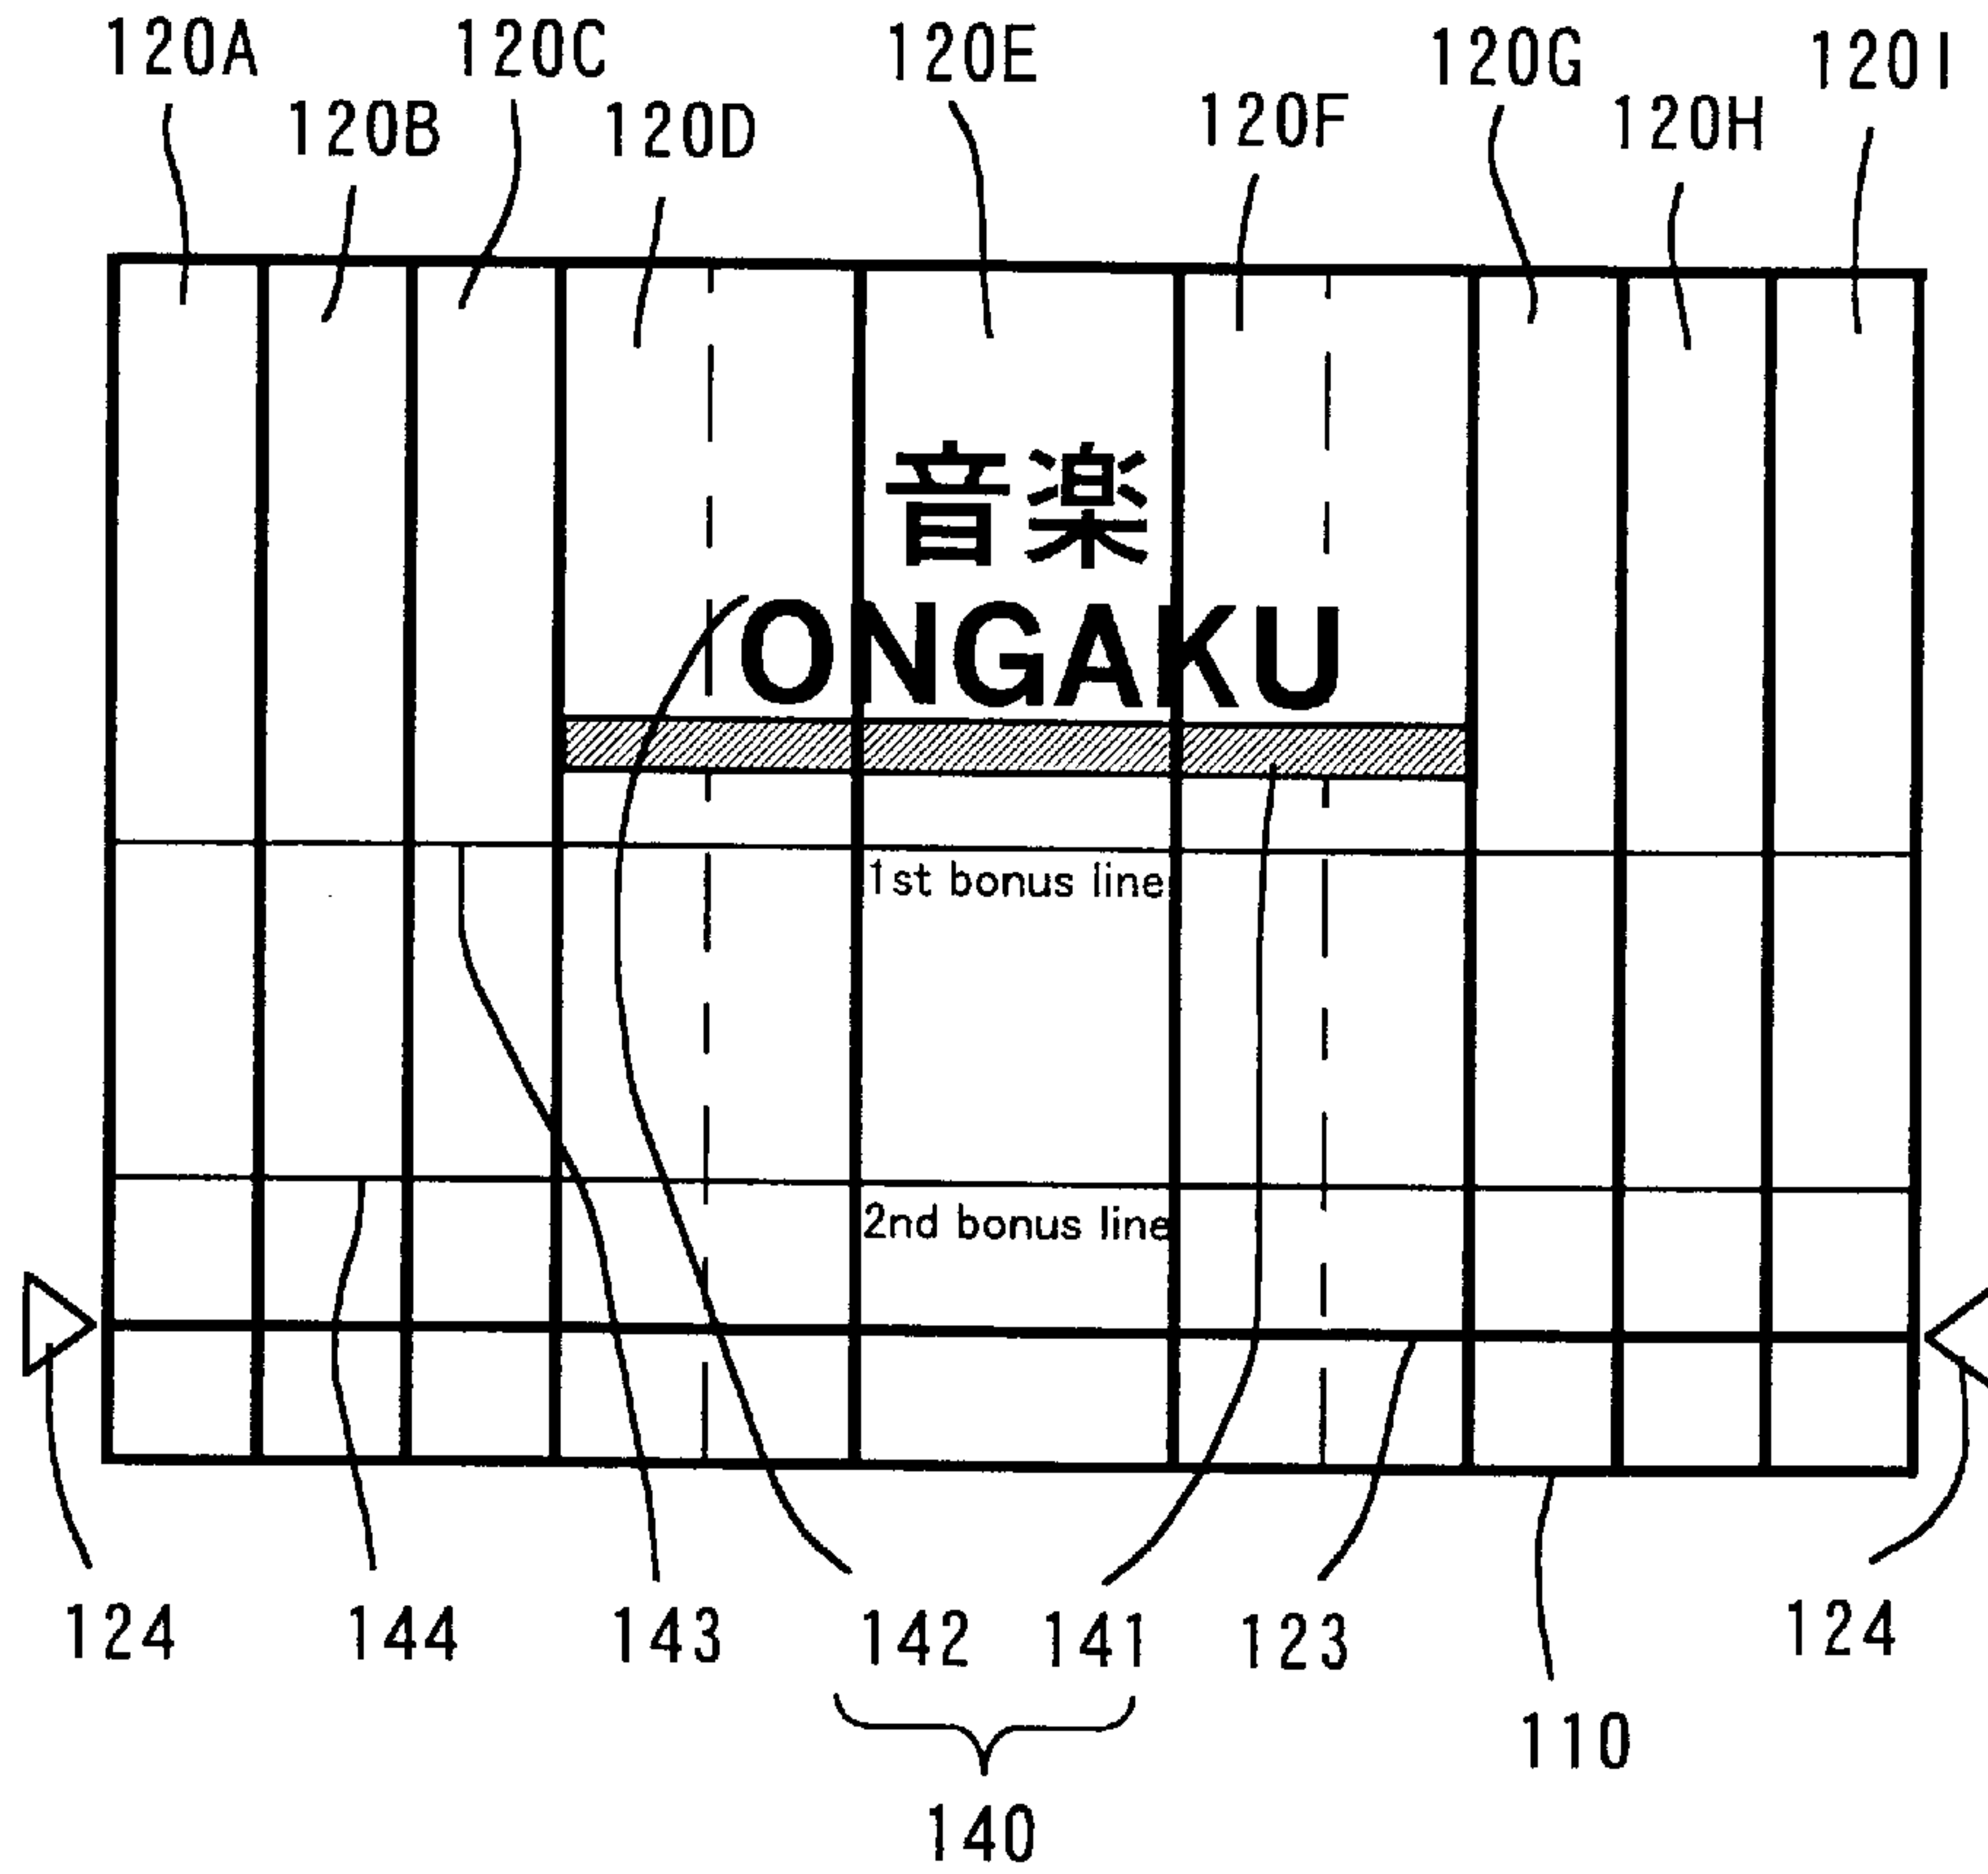 120A 120C 120E 120G 120I
120B 120D 120F 120H
音楽
ONGAKU
1st bonus line
2nd bonus line
124 144 143 142 141 123 124
110
140